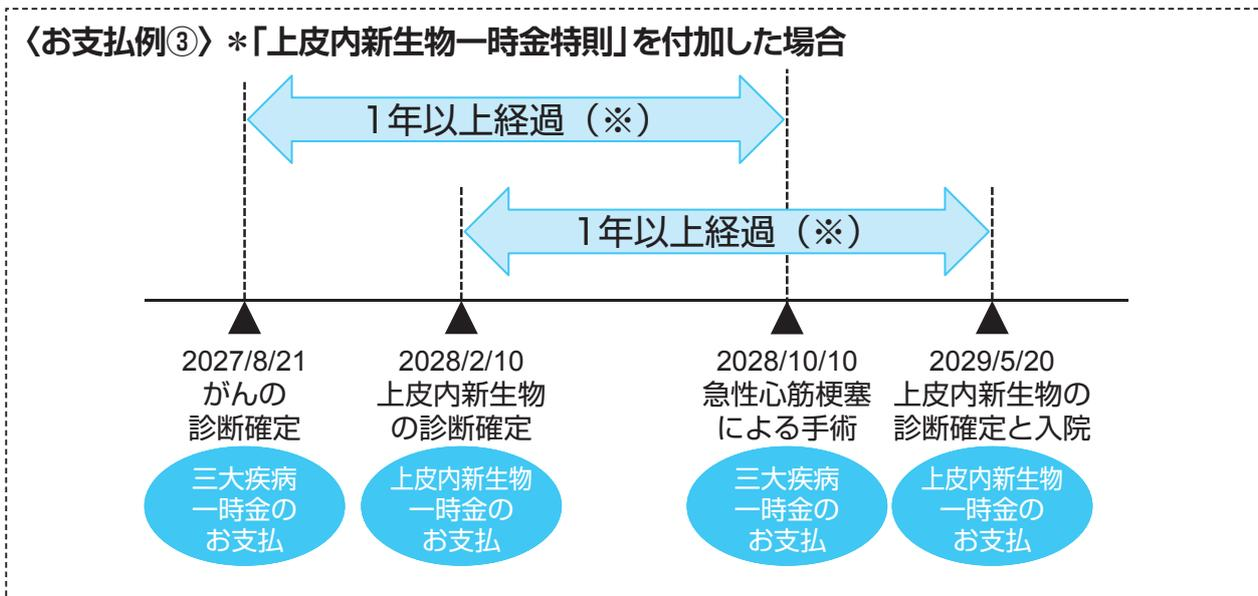 〈お支払例③〉＊「上皮内新生物一時金特則」を付加した場合
1年以上経過（※）
1年以上経過（※）
2027/8/21
がんの
診断確定
三大疾病
一時金の
お支払
2028/2/10
上皮内新生物
の診断確定
上皮内新生物
一時金の
お支払
2028/10/10
急性心筋梗塞
による手術
三大疾病
一時金の
お支払
2029/5/20
上皮内新生物の
診断確定と入院
上皮内新生物
一時金の
お支払